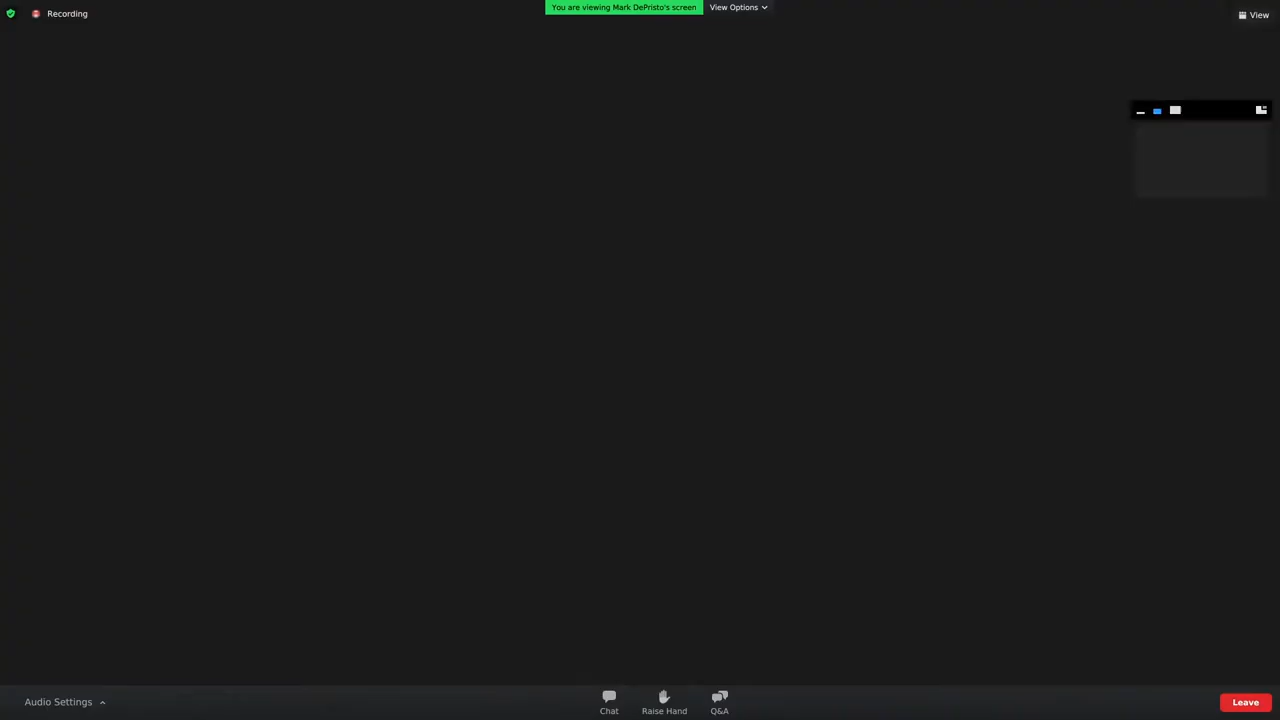 Recording
You are viewing Mark DePristo's screen
View Options
View
Audio Settings
Chat
Raise Hand
Q&A
Leave